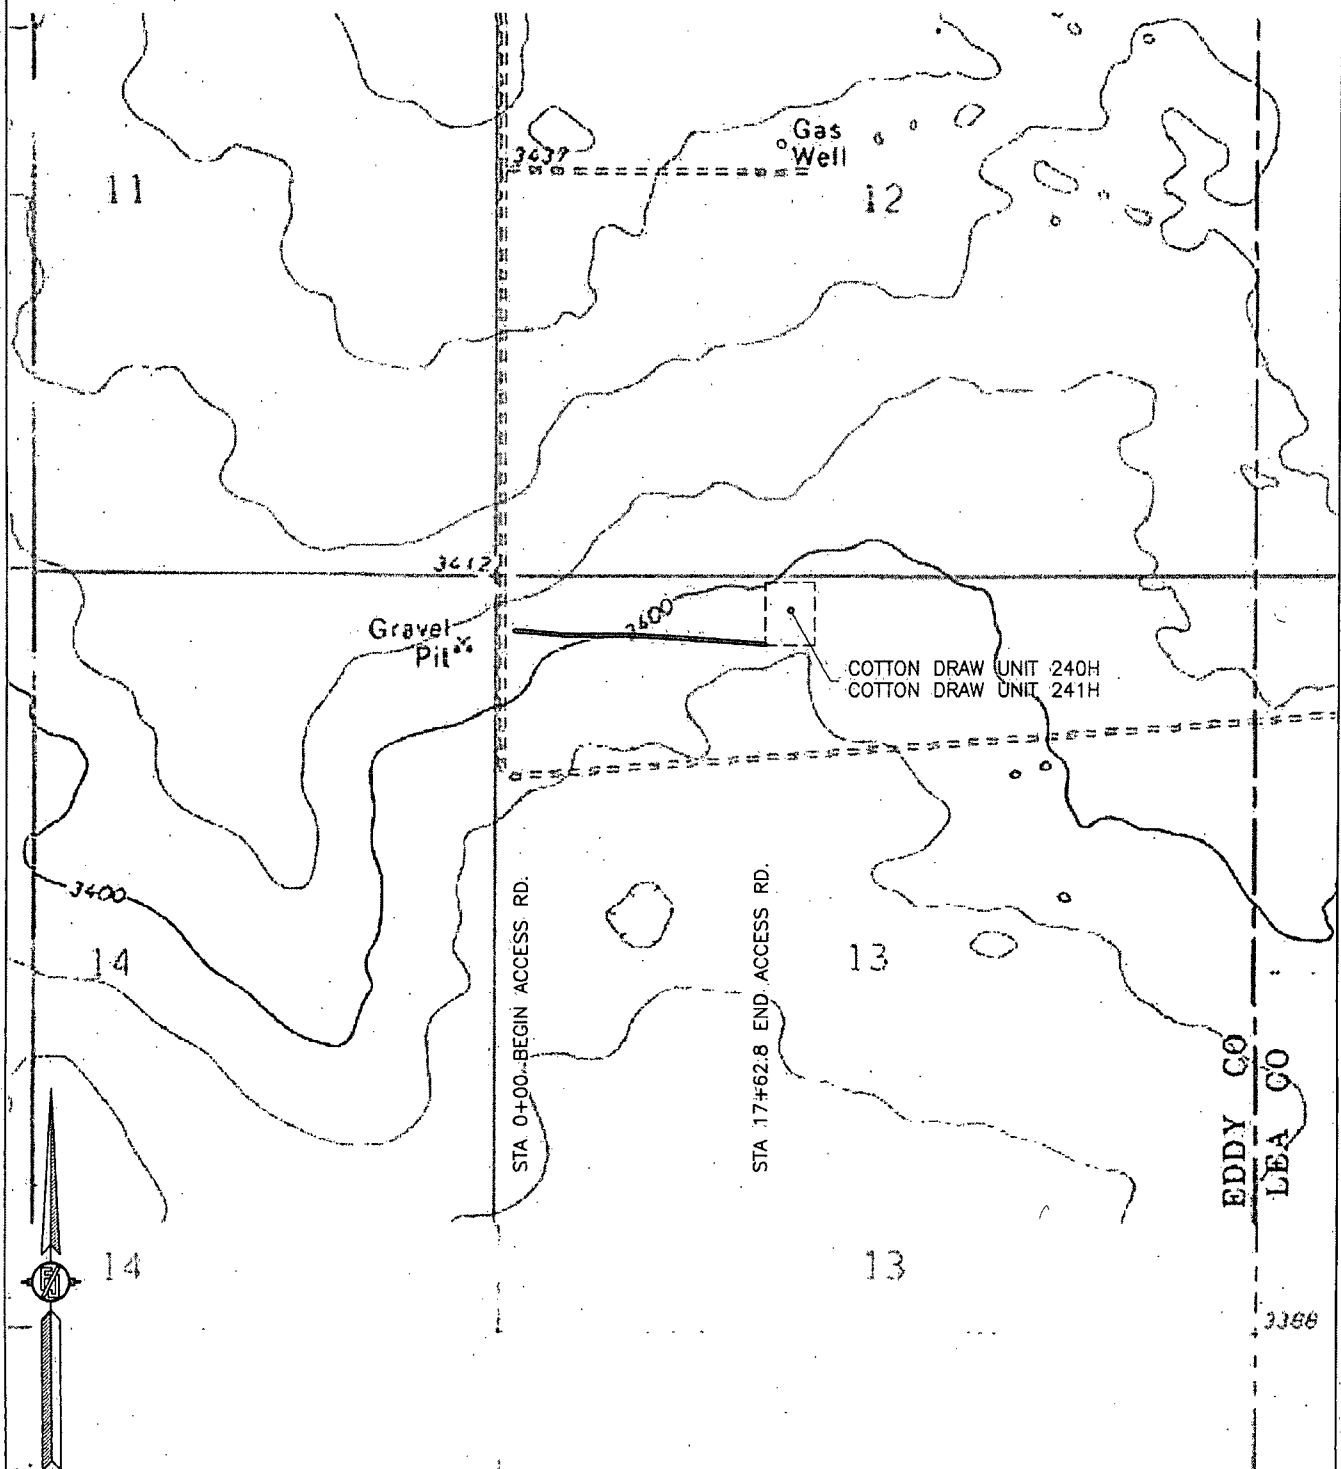 Gas
Well
3437
11
12
3412
3400
Gravel
Pit
COTTON DRAW UNIT 240H
COTTON DRAW UNIT 241H
3400
14
13
STA 0+00 BEGIN ACCESS RD.
STA 17+62.8 END ACCESS RD.
EDDY CO
LEA CO
14
13
3388